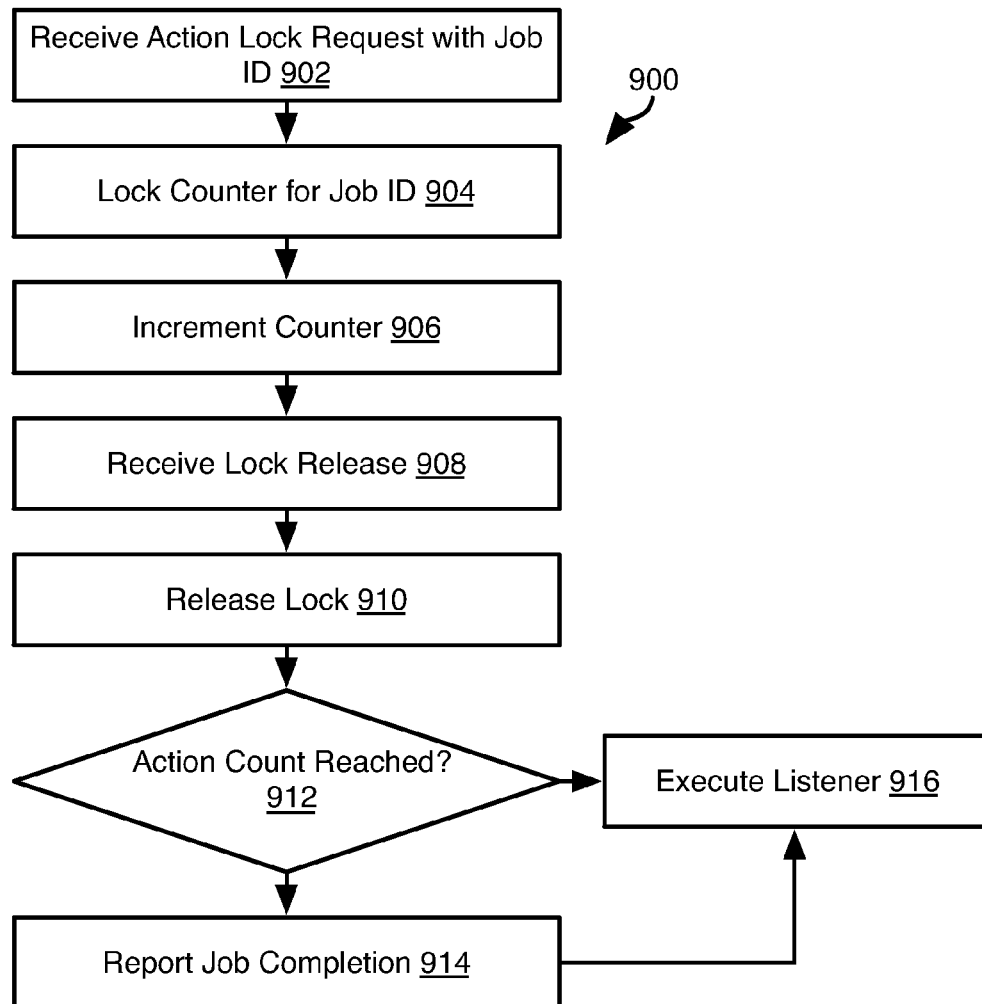 Receive Action Lock Request with Job
ID 902
900
Lock Counter for Job ID 904
Increment Counter 906
Receive Lock Release 908
Release Lock 910
Action Count Reached?
912
Execute Listener 916
Report Job Completion 914